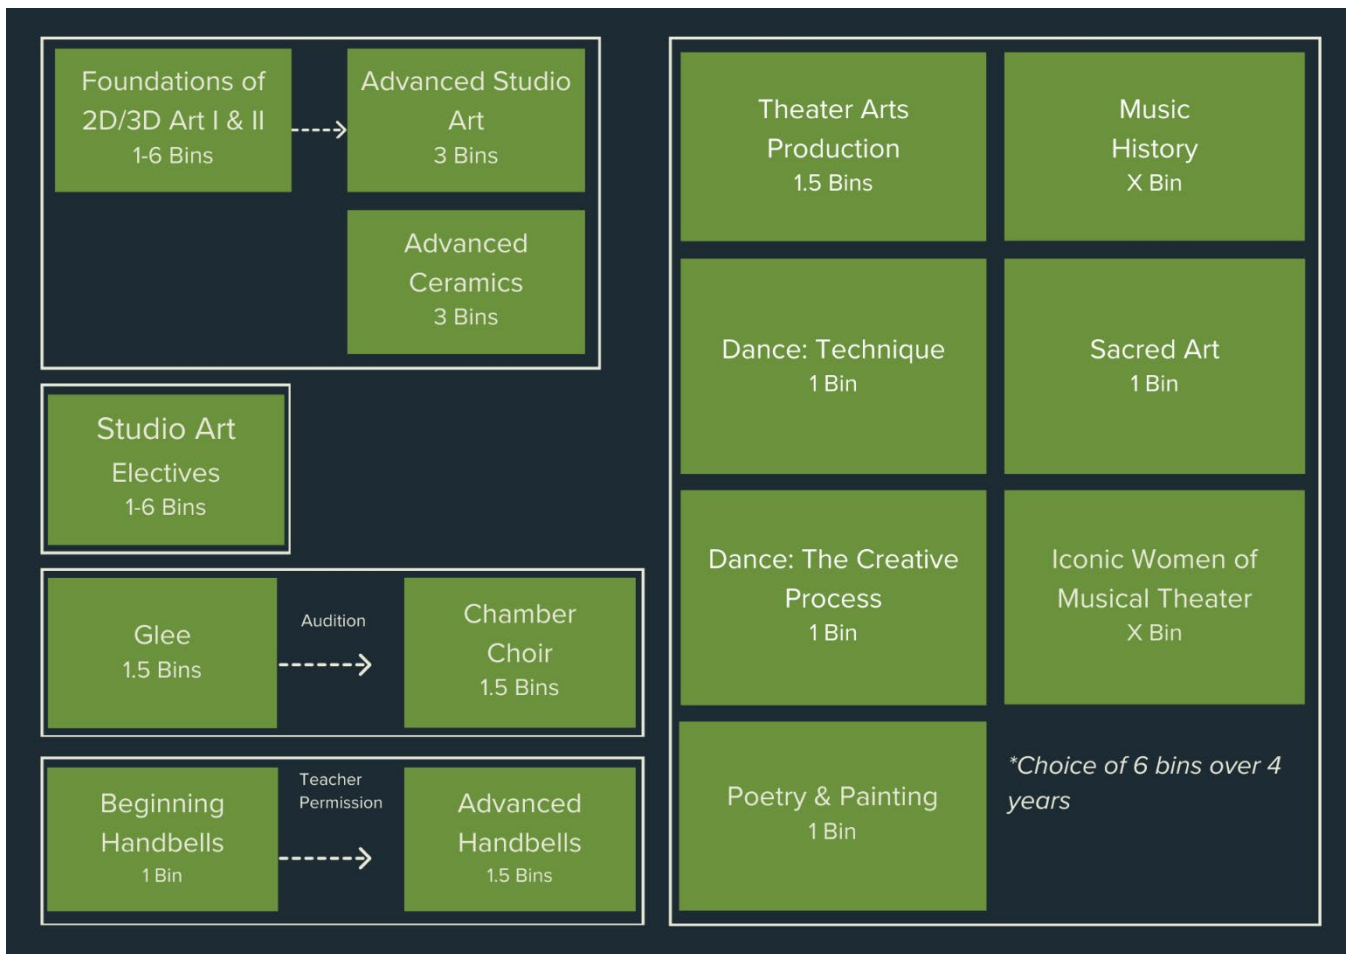 Foundations of
2D/3D Art I & II
1-6 Bins
Advanced Studio
Art
3 Bins
Advanced
Ceramics
3 Bins
Studio Art
Electives
1-6 Bins
Glee
1.5 Bins
Audition
Chamber
Choir
1.5 Bins
Beginning
Handbells
1 Bin
Teacher
Permission
Advanced
Handbells
1.5 Bins
Theater Arts
Production
1.5 Bins
Music
History
X Bin
Dance: Technique
1 Bin
Sacred Art
1 Bin
Dance: The Creative
Process
1 Bin
Iconic Women of
Musical Theater
X Bin
Poetry & Painting
1 Bin
*Choice of 6 bins over 4
years